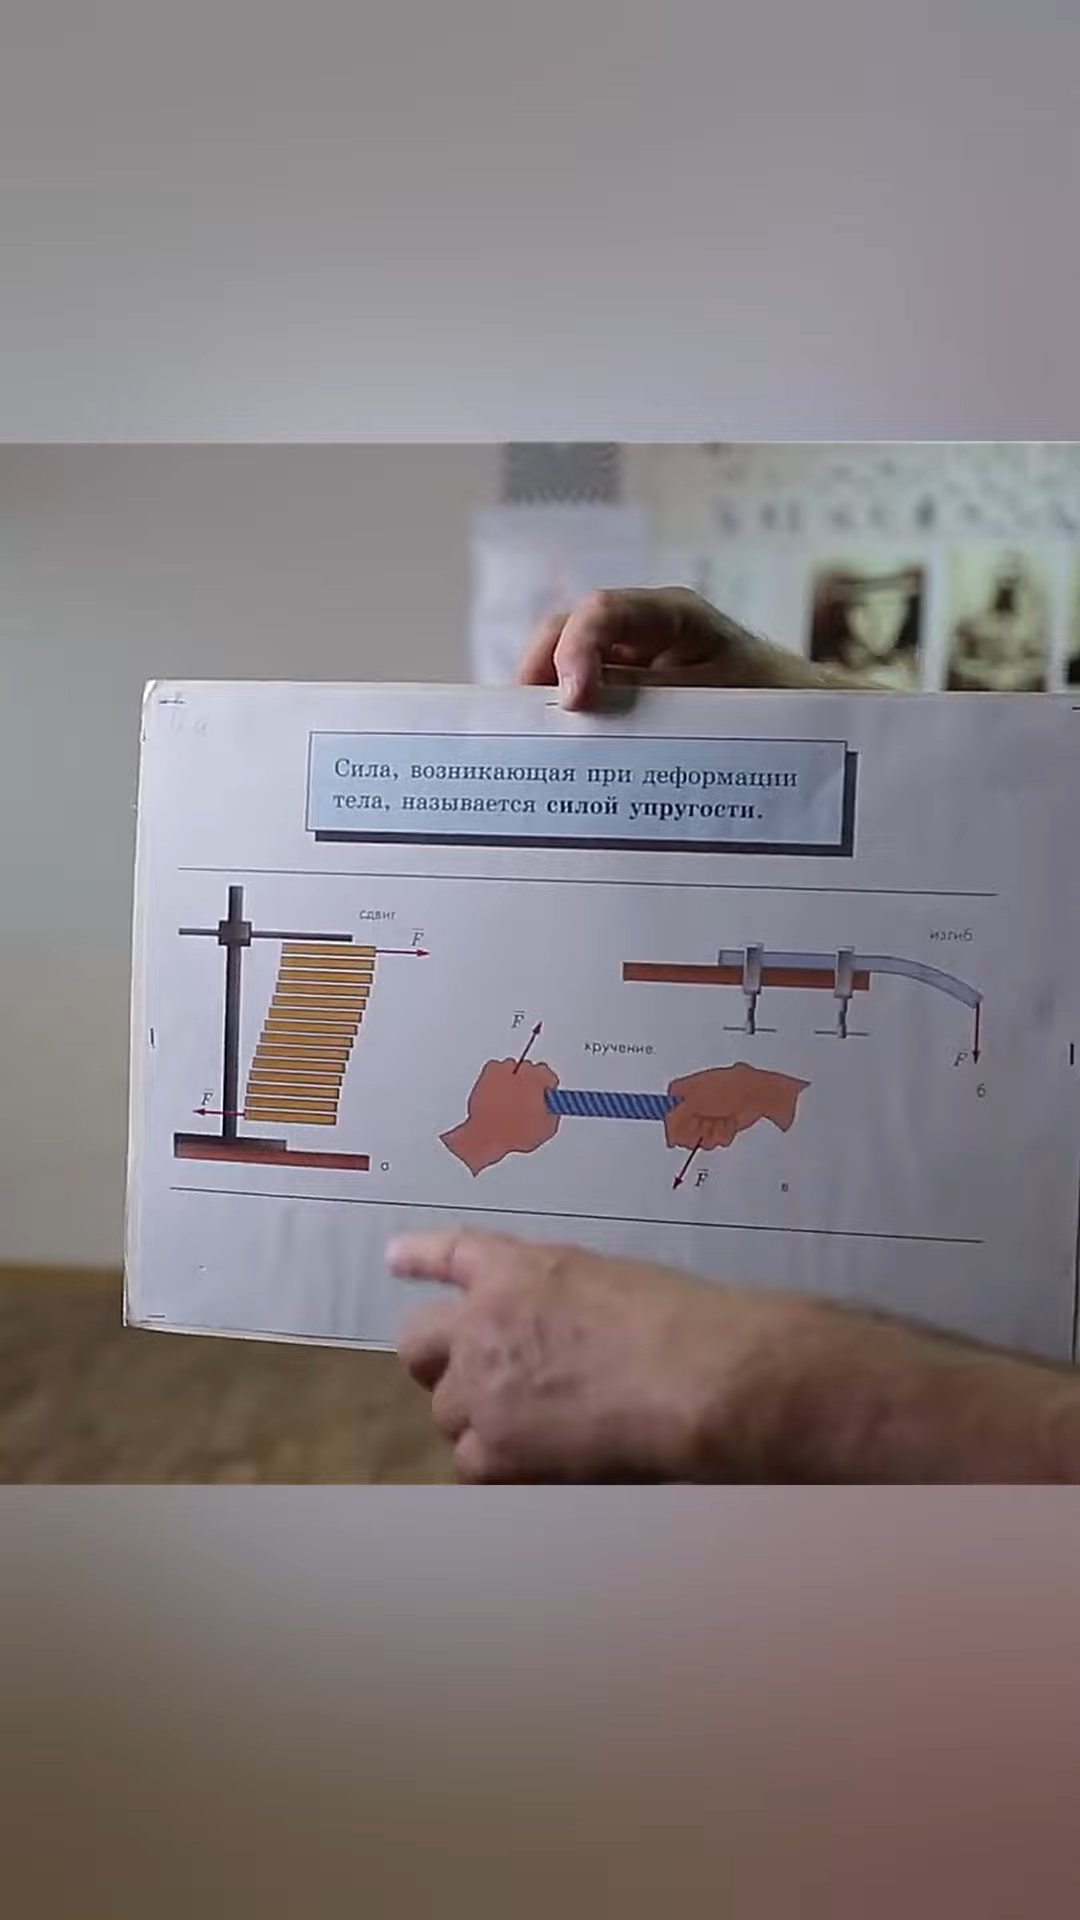 Сила, возникающая при деформации
тела, называется силой упругости.
сдвиг
F
изгиб
F
кручение
F
б
F
а
F
в